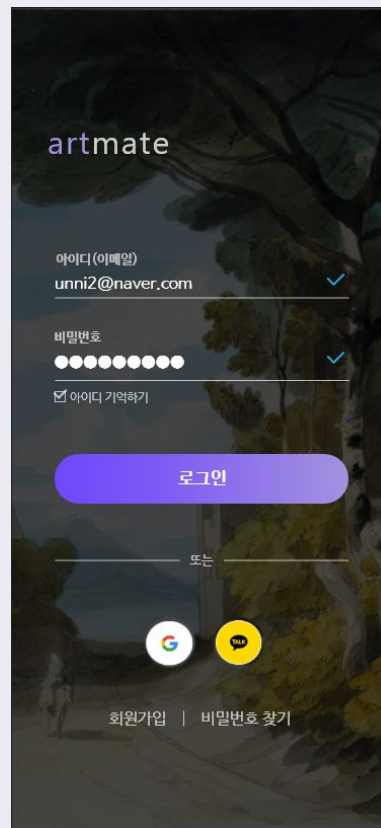 artmate
아이디(이메일)
unni2@naver.com
비밀번호
●●●●●●●●●
아이디 기억하기
로그인
또는
G TALK
회원가입 | 비밀번호 찾기